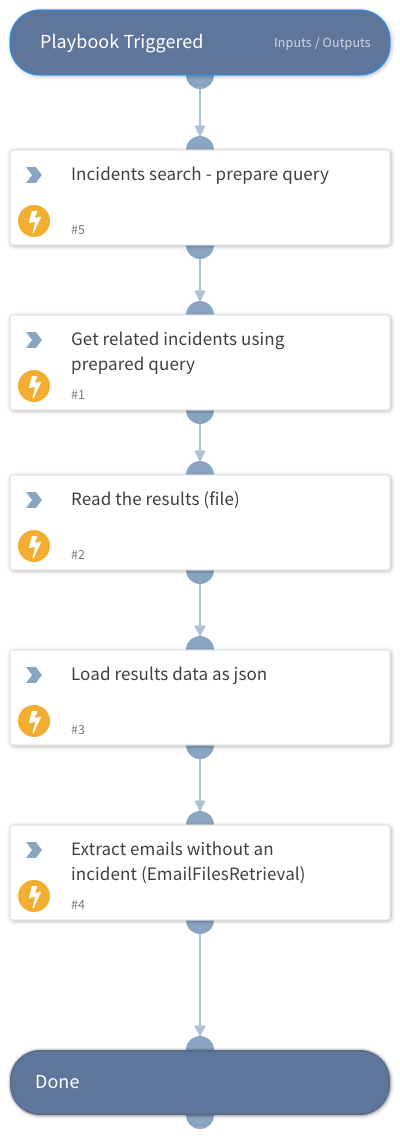 Playbook Triggered
Inputs / Outputs
Incidents search - prepare query
#5
Get related incidents using
prepared query
#1
Read the results (file)
#2
Load results data as json
#3
Extract emails without an
incident (EmailFilesRetrieval)
#4
Done